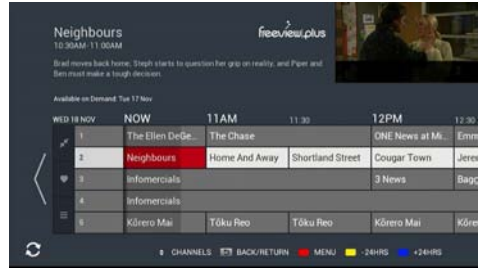 Neighbours
10:30AM-11:00AM
freeview.plus
Brad moves back home, Steph starts to question her grip on reality, and Piper and
Ben must make a tough decision.
Available on Demand: Tue 17 Nov
WED 18 NOV NOW 11AM 11:30 12PM 12:30
1 The Ellen DeGe... The Chase ONE News at Mi... Emm
2 Neighbours Home And Away Shortland Street Cougar Town Jere
3 Infomercials 3 News Bagg
4 Infomercials
5 Kōrero Mai Tōku Reo Tōku Reo Kōrero Mai Kōre
CHANNELS BACK/RETURN MENU -24HRS +24HRS